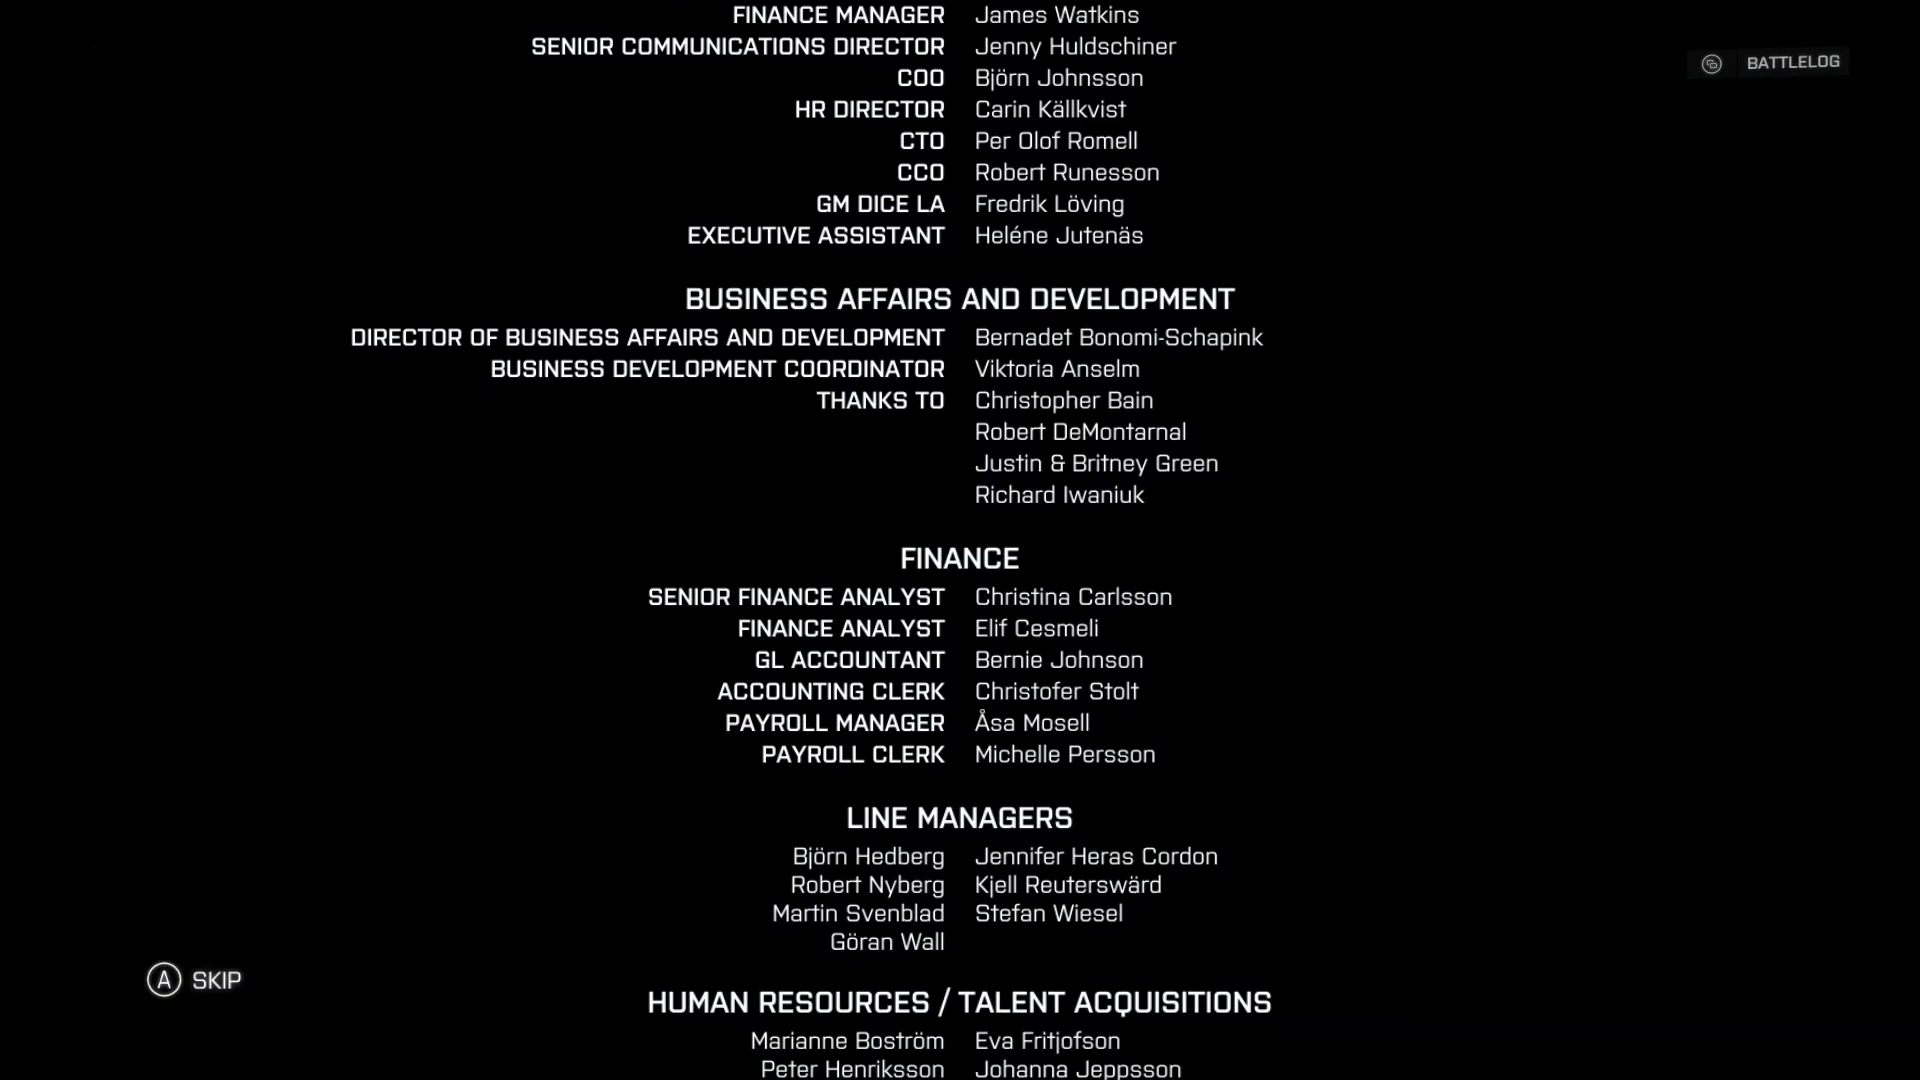 FINANCE MANAGER James Watkins
SENIOR COMMUNICATIONS DIRECTOR Jenny Huldschiner
BATTLELOG
COO Björn Johnsson
HR DIRECTOR Carin Källkvist
CTO Per Olof Romell
CCO Robert Runesson
GM DICE LA Fredrik Löving
EXECUTIVE ASSISTANT Heléne Jutenäs
BUSINESS AFFAIRS AND DEVELOPMENT
DIRECTOR OF BUSINESS AFFAIRS AND DEVELOPMENT Bernadet Bonomi-Schapink
BUSINESS DEVELOPMENT COORDINATOR Viktoria Anselm
THANKS TO Christopher Bain
Robert DeMontarnal
Justin & Britney Green
Richard Iwaniuk
FINANCE
SENIOR FINANCE ANALYST Christina Carlsson
FINANCE ANALYST Elif Cesmeli
GL ACCOUNTANT Bernie Johnson
ACCOUNTING CLERK Christofer Stolt
PAYROLL MANAGER Åsa Mosell
PAYROLL CLERK Michelle Persson
LINE MANAGERS
Björn Hedberg Jennifer Heras Cordon
Robert Nyberg Kjell Reuterswärd
Martin Svenblad Stefan Wiesel
Göran Wall
A SKIP
HUMAN RESOURCES / TALENT ACQUISITIONS
Marianne Boström Eva Fritjofson
Peter Henriksson Johanna Jeppsson